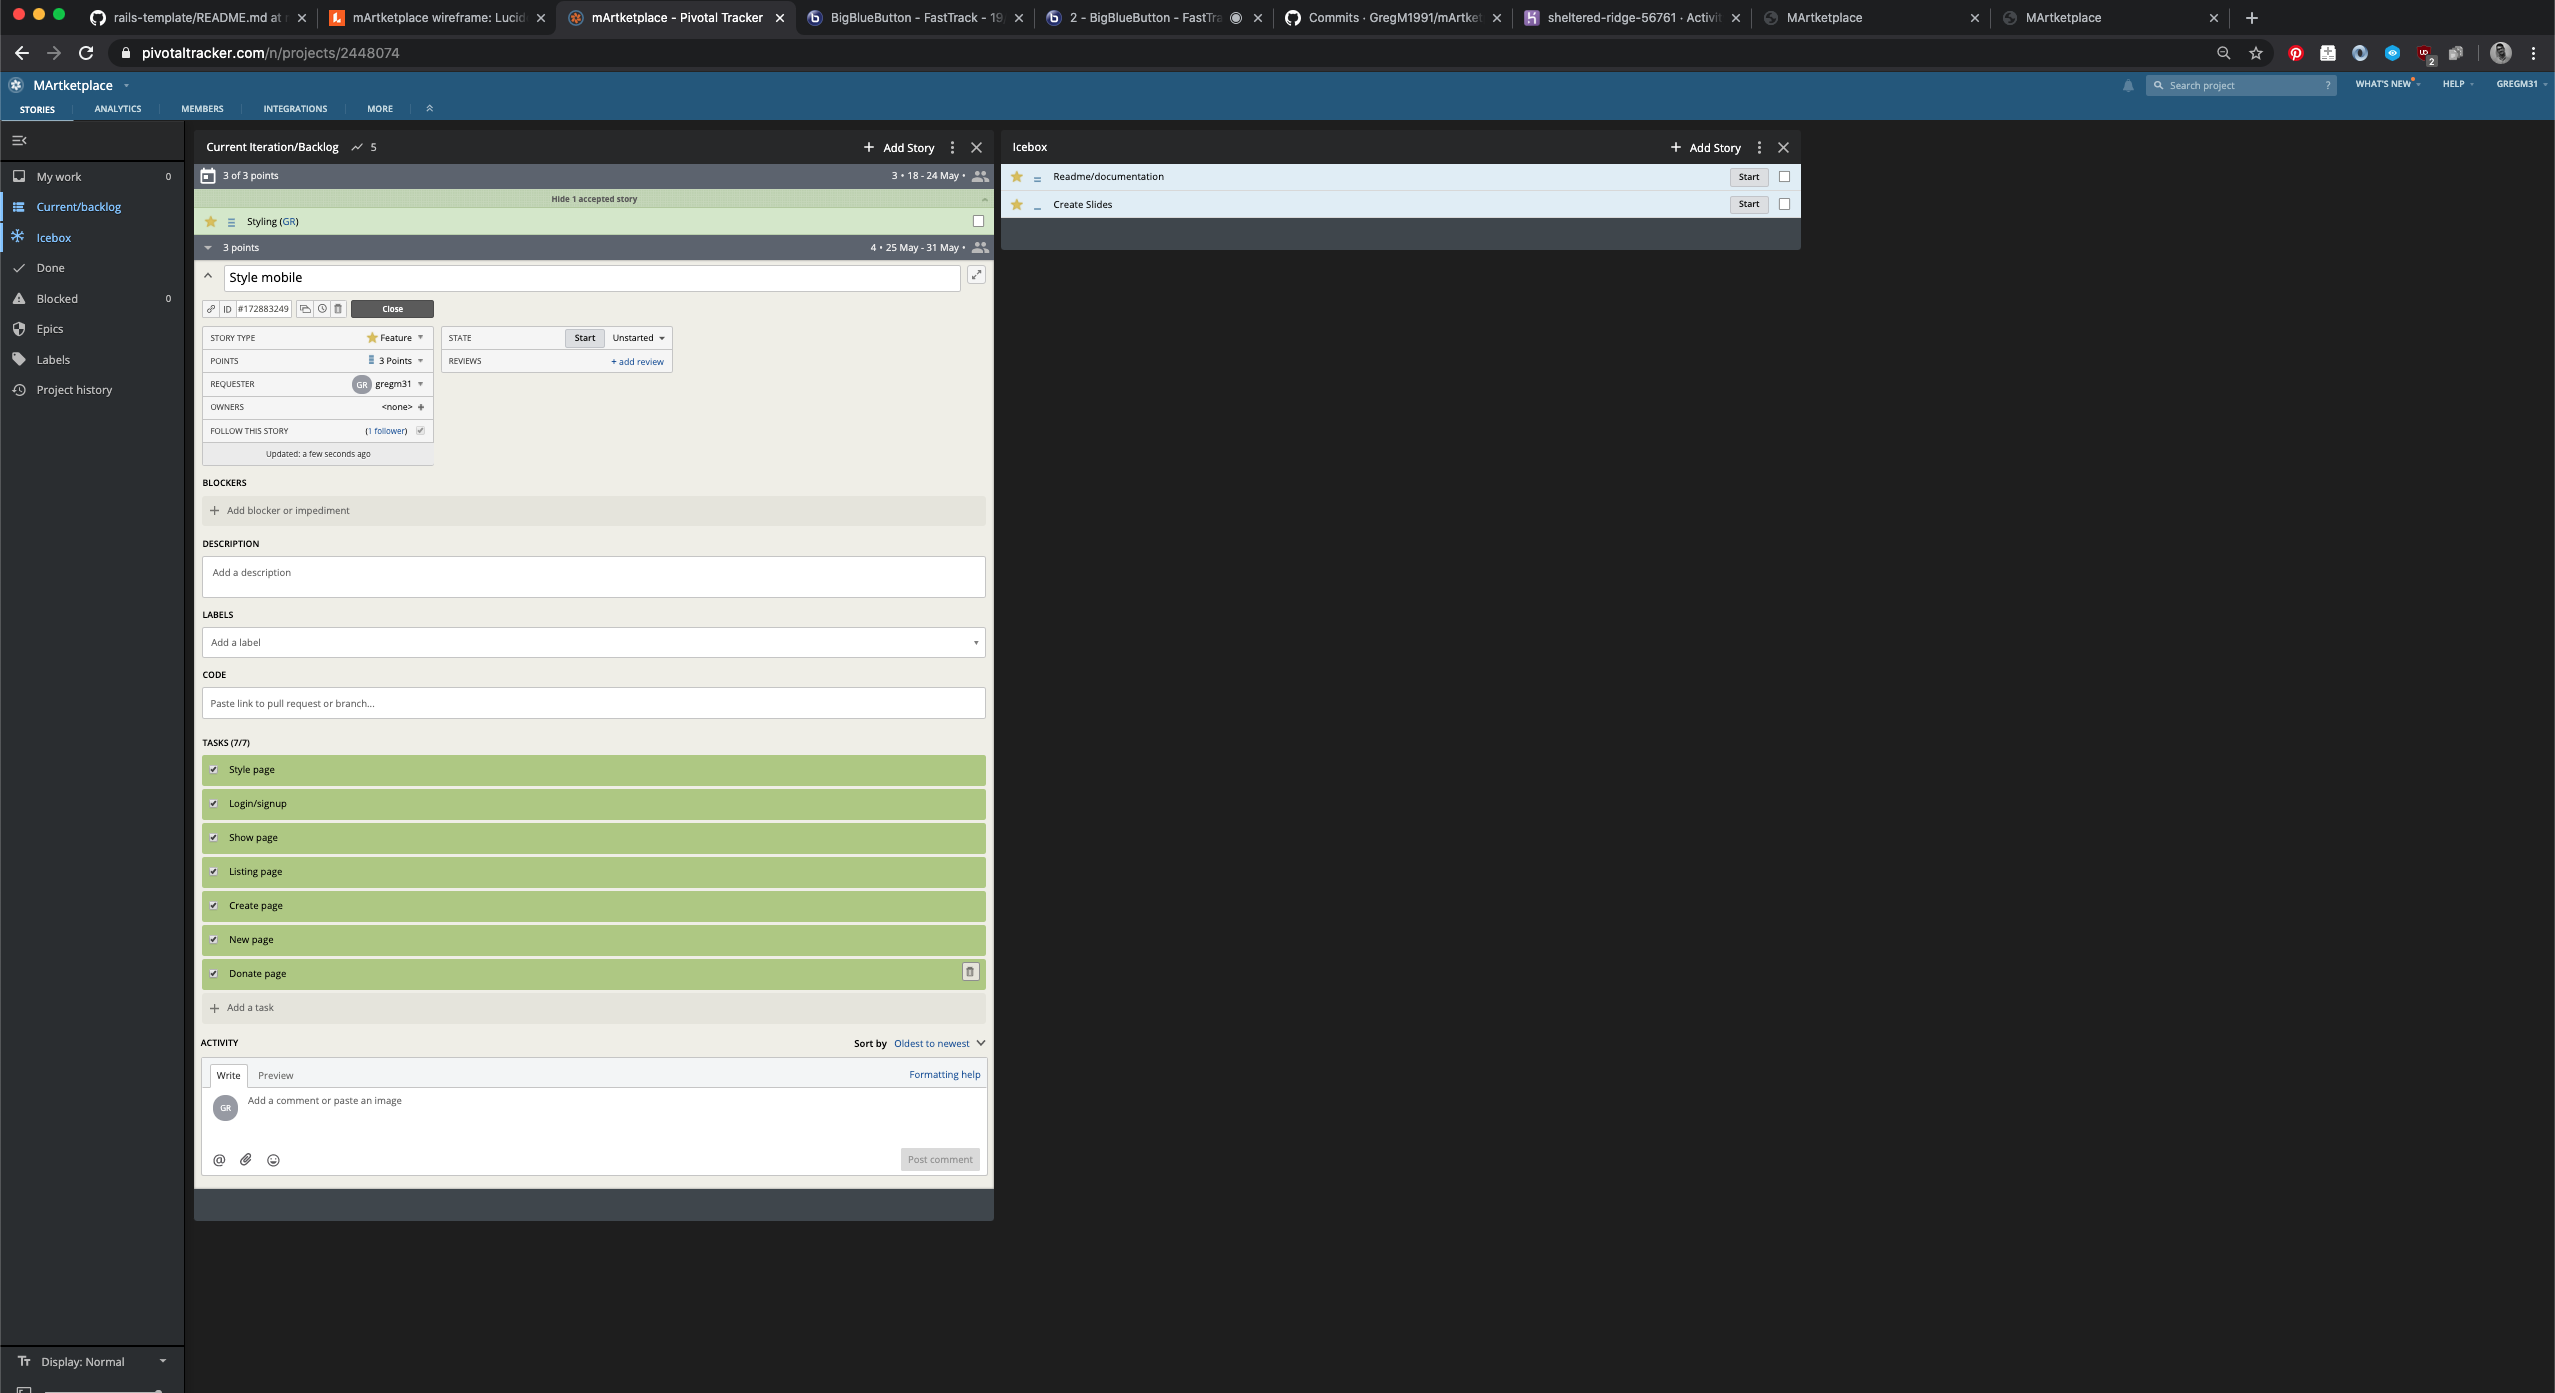 rails-template/README.md at
mArtketplace wireframe: Lucid
mArtketplace - Pivotal Tracker
BigBlueButton - FastTrack - 19
2 - BigBlueButton - FastTra
Commits · GregM1991/mArtket
sheltered-ridge-56761 · Activit
MArtketplace
MArtketplace
pivotaltracker.com/n/projects/2448074
2
MArtketplace
Search project
?
WHAT'S NEW
HELP
GREGM31
STORIES
ANALYTICS
MEMBERS
INTEGRATIONS
MORE
My work 0
Current/backlog
Icebox
Done
Blocked 0
Epics
Labels
Project history
Display: Normal
Current Iteration/Backlog 5
+ Add Story
3 of 3 points
3 • 18 - 24 May •
Hide 1 accepted story
Styling (GR)
3 points
4 • 25 May - 31 May •
Style mobile
ID #172883249
Close
STORY TYPE Feature
POINTS 3 Points
REQUESTER GR gregm31
OWNERS <none> +
FOLLOW THIS STORY (1 follower)
Updated: a few seconds ago
STATE Start Unstarted
REVIEWS + add review
BLOCKERS
+ Add blocker or impediment
DESCRIPTION
Add a description
LABELS
Add a label
CODE
Paste link to pull request or branch...
TASKS (7/7)
Style page
Login/signup
Show page
Listing page
Create page
New page
Donate page
+ Add a task
ACTIVITY
Sort by Oldest to newest
Write
Preview
Formatting help
GR
Add a comment or paste an image
@
Post comment
Icebox
+ Add Story
Readme/documentation
Start
Create Slides
Start